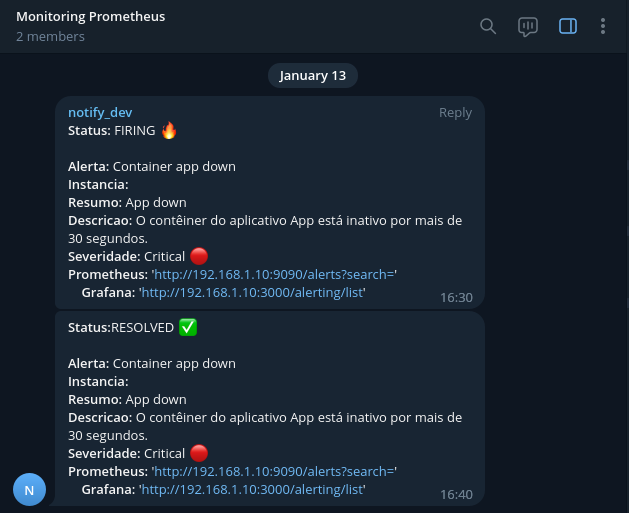 Monitoring Prometheus
2 members
January 13
notify_dev Reply
Status: FIRING 🔥
Alerta: Container app down
Instancia:
Resumo: App down
Descricao: O contêiner do aplicativo App está inativo por mais de
30 segundos.
Severidade: Critical 🔴
Prometheus: 'http://192.168.1.10:9090/alerts?search='
Grafana: 'http://192.168.1.10:3000/alerting/list'
16:30
Status:RESOLVED ✅
Alerta: Container app down
Instancia:
Resumo: App down
Descricao: O contêiner do aplicativo App está inativo por mais de
30 segundos.
Severidade: Critical 🔴
Prometheus: 'http://192.168.1.10:9090/alerts?search='
Grafana: 'http://192.168.1.10:3000/alerting/list'
16:40
N